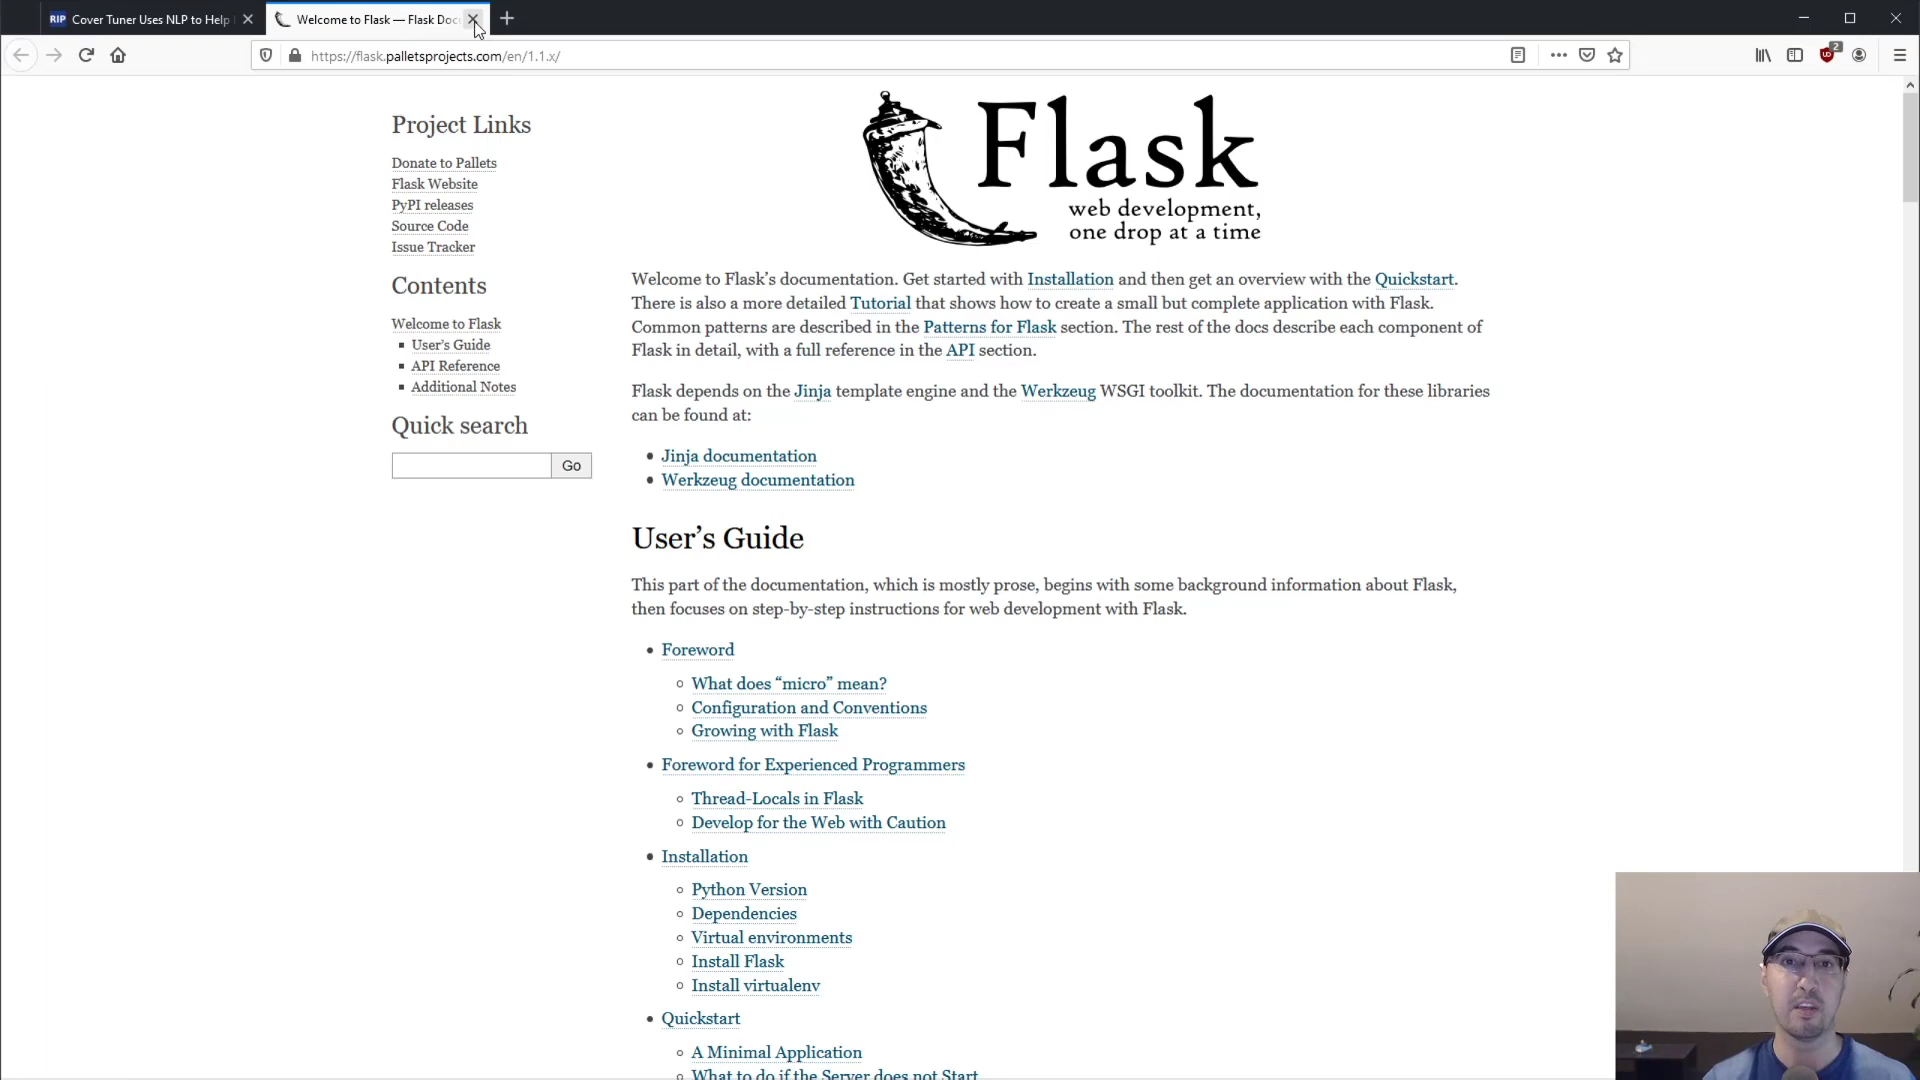 RIP Cover Tuner Uses NLP to Help
Welcome to Flask — Flask Doc
https://flask.palletsprojects.com/en/1.1.x/
2
Project Links
Donate to Pallets
Flask Website
PyPI releases
Source Code
Issue Tracker
Contents
Welcome to Flask
User’s Guide
API Reference
Additional Notes
Quick search
Go
Flask
web development,
one drop at a time
Welcome to Flask’s documentation. Get started with Installation and then get an overview with the Quickstart.
There is also a more detailed Tutorial that shows how to create a small but complete application with Flask.
Common patterns are described in the Patterns for Flask section. The rest of the docs describe each component of
Flask in detail, with a full reference in the API section.
Flask depends on the Jinja template engine and the Werkzeug WSGI toolkit. The documentation for these libraries
can be found at:
Jinja documentation
Werkzeug documentation
User’s Guide
This part of the documentation, which is mostly prose, begins with some background information about Flask,
then focuses on step-by-step instructions for web development with Flask.
Foreword
What does “micro” mean?
Configuration and Conventions
Growing with Flask
Foreword for Experienced Programmers
Thread-Locals in Flask
Develop for the Web with Caution
Installation
Python Version
Dependencies
Virtual environments
Install Flask
Install virtualenv
Quickstart
A Minimal Application
What to do if the Server does not Start